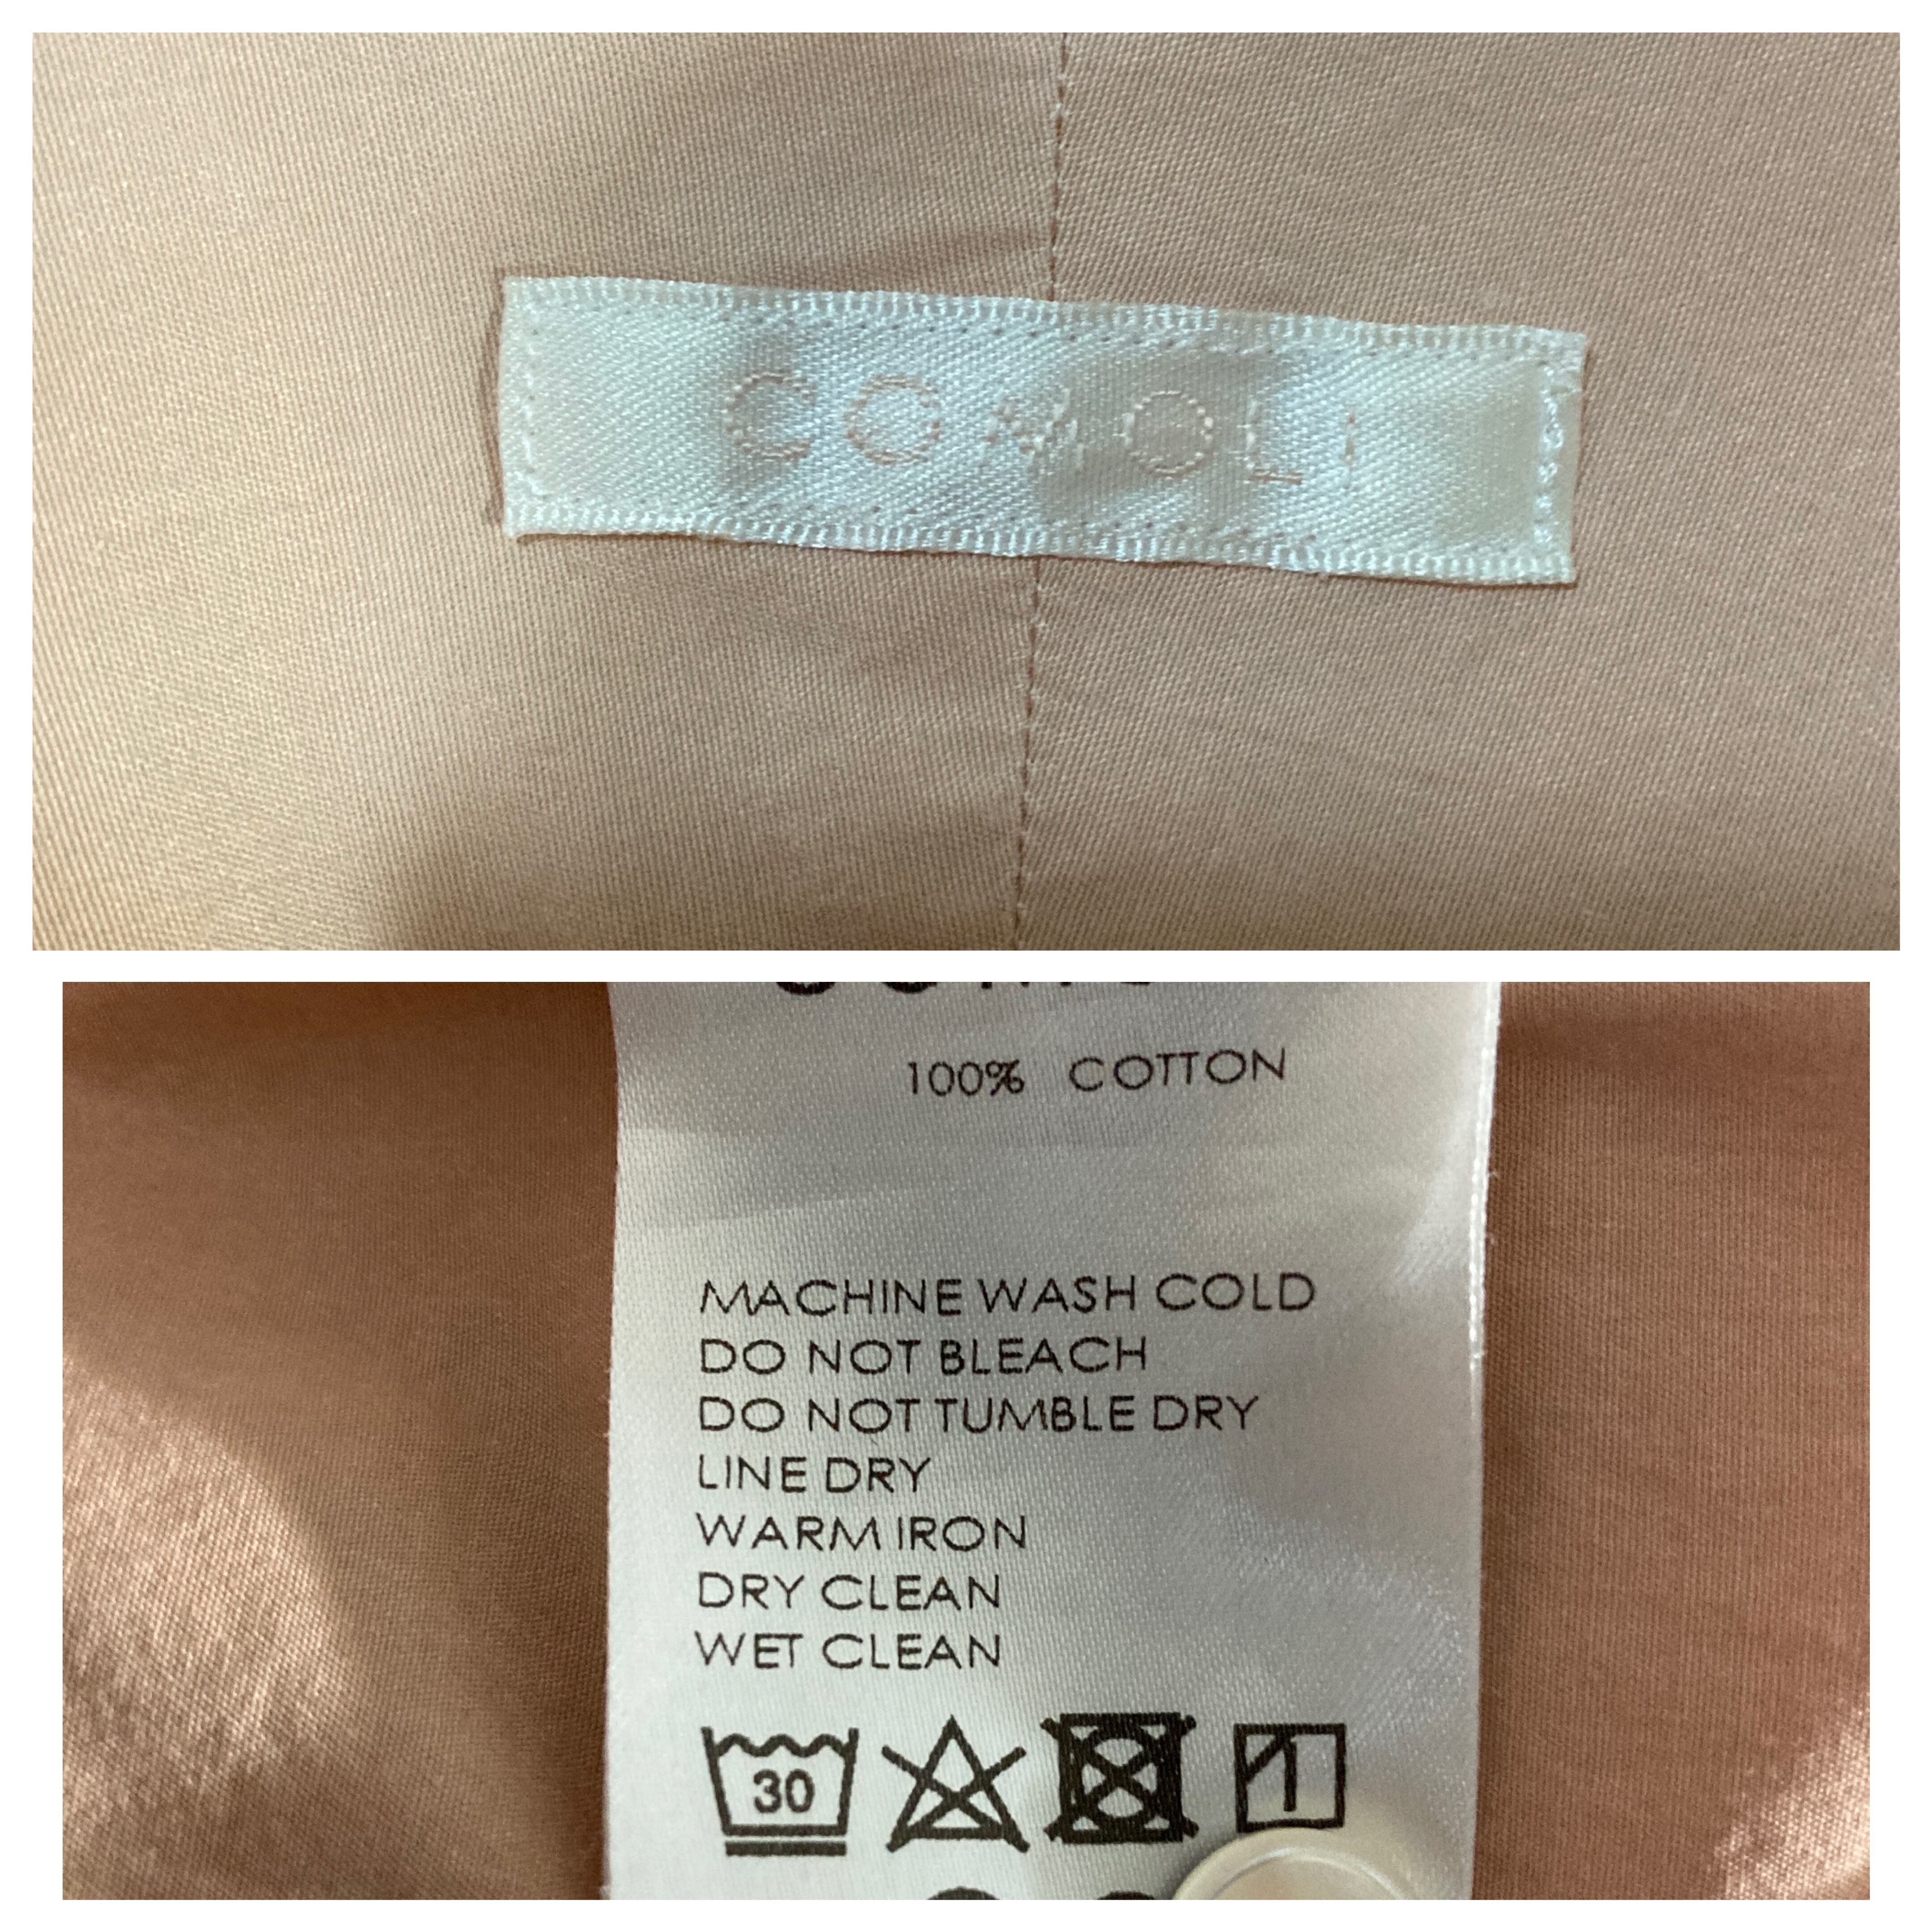 COMOLI
100% COTTON
MACHINE WASH COLD
DO NOT BLEACH
DO NOT TUMBLE DRY
LINE DRY
WARM IRON
DRY CLEAN
WET CLEAN
30